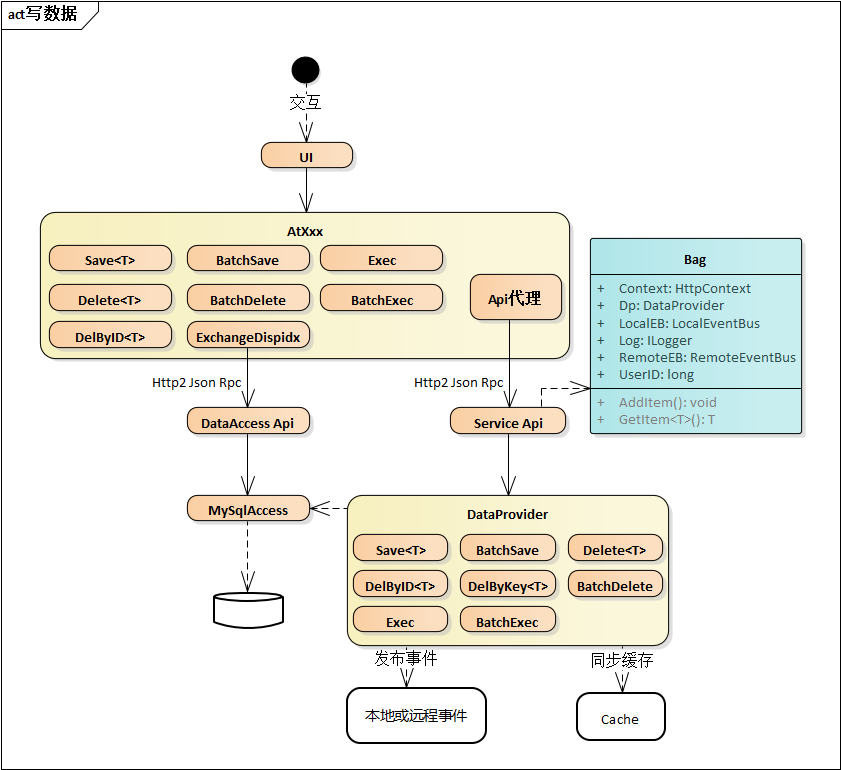 act写数据
交互
UI
AtXxx
Save<T>
BatchSave
Exec
Delete<T>
BatchDelete
BatchExec
Api代理
DelByID<T>
ExchangeDispidx
Bag
+ Context: HttpContext
+ Dp: DataProvider
+ LocalEB: LocalEventBus
+ Log: ILogger
+ RemoteEB: RemoteEventBus
+ UserID: long
+ AddItem(): void
+ GetItem<T>(): T
Http2 Json Rpc
Http2 Json Rpc
DataAccess Api
Service Api
MySqlAccess
DataProvider
Save<T>
BatchSave
Delete<T>
DelByID<T>
DelByKey<T>
BatchDelete
Exec
BatchExec
发布事件
同步缓存
本地或远程事件
Cache